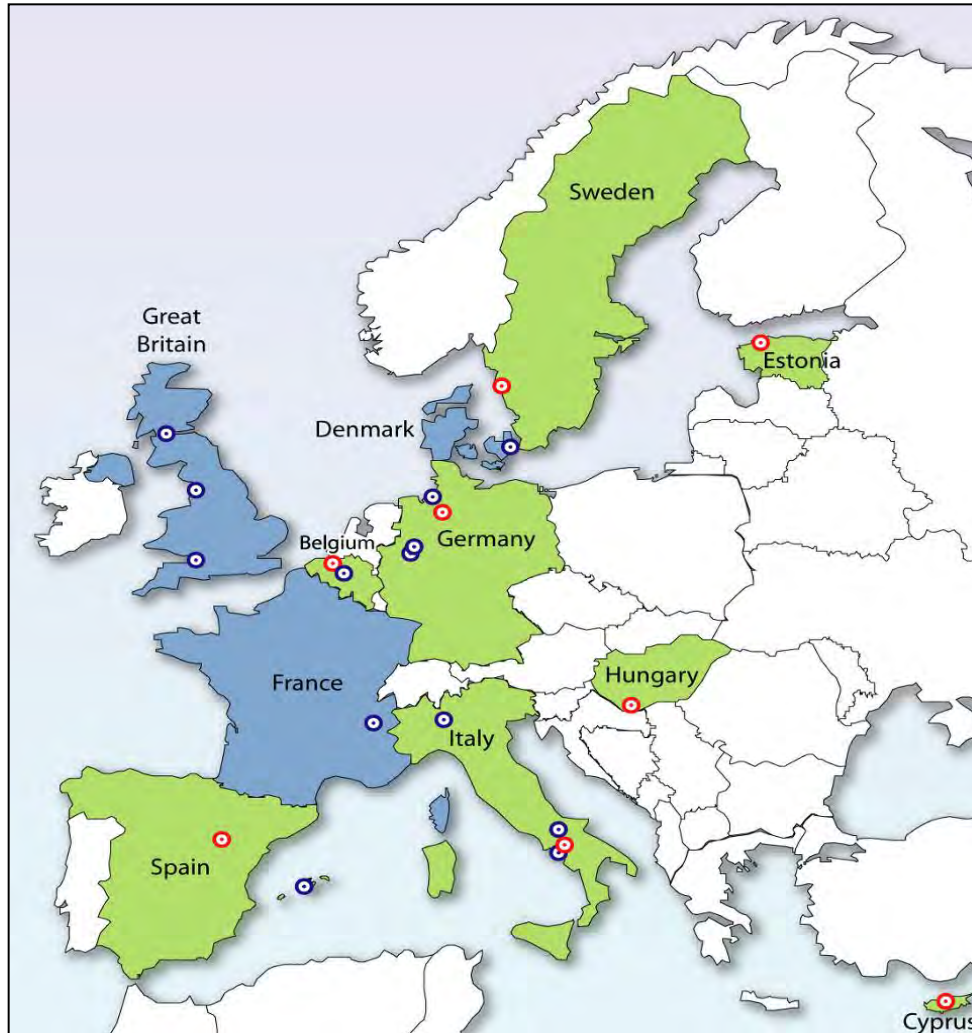 Sweden
Great
Britain
Estonia
Denmark
Belgium
Germany
France
Hungary
Italy
Spain
Cyprus